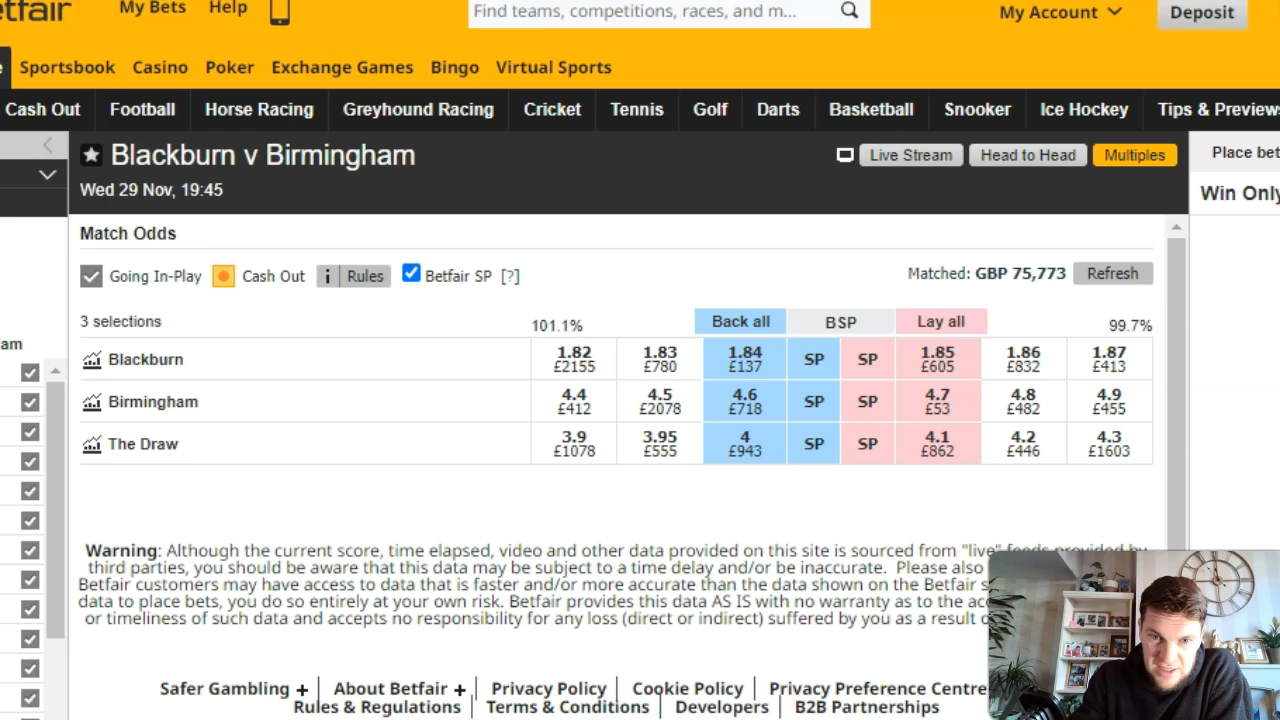 etfair My Bets Help Find teams, competitions, races, and m... My Account Deposit
Sportsbook Casino Poker Exchange Games Bingo Virtual Sports
Cash Out Football Horse Racing Greyhound Racing Cricket Tennis Golf Darts Basketball Snooker Ice Hockey Tips & Previews
Blackburn v Birmingham Live Stream Head to Head Multiples Place bet
Wed 29 Nov, 19:45 Win Only
Match Odds
Going In-Play Cash Out i Rules Betfair SP [?] Matched: GBP 75,773 Refresh
3 selections 101.1% Back all BSP Lay all 99.7%
am
Blackburn 1.82 1.83 1.84 SP SP 1.85 1.86 1.87
£2155 £780 £137 £605 £832 £413
Birmingham 4.4 4.5 4.6 SP SP 4.7 4.8 4.9
£412 £2078 £718 £53 £482 £455
The Draw 3.9 3.95 4 SP SP 4.1 4.2 4.3
£1078 £555 £943 £862 £446 £1603
Warning: Although the current score, time elapsed, video and other data provided on this site is sourced from "live" feeds provided by
third parties, you should be aware that this data may be subject to a time delay and/or be inaccurate. Please also
Betfair customers may have access to data that is faster and/or more accurate than the data shown on the Betfair s
data to place bets, you do so entirely at your own risk. Betfair provides this data AS IS with no warranty as to the acc
or timeliness of such data and accepts no responsibility for any loss (direct or indirect) suffered by you as a result o
Safer Gambling + About Betfair + Privacy Policy Cookie Policy Privacy Preference Centre
Rules & Regulations Terms & Conditions Developers B2B Partnerships